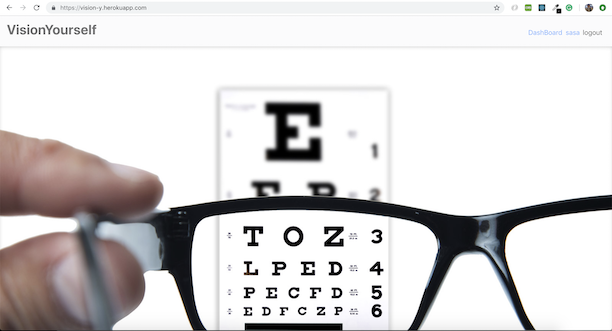 https://vision-y.herokuapp.com
VisionYourself
DashBoard sasa logout
E
1
F P 2
T O Z 3
L P E D 4
P E C F D 5
E D F C Z P 6